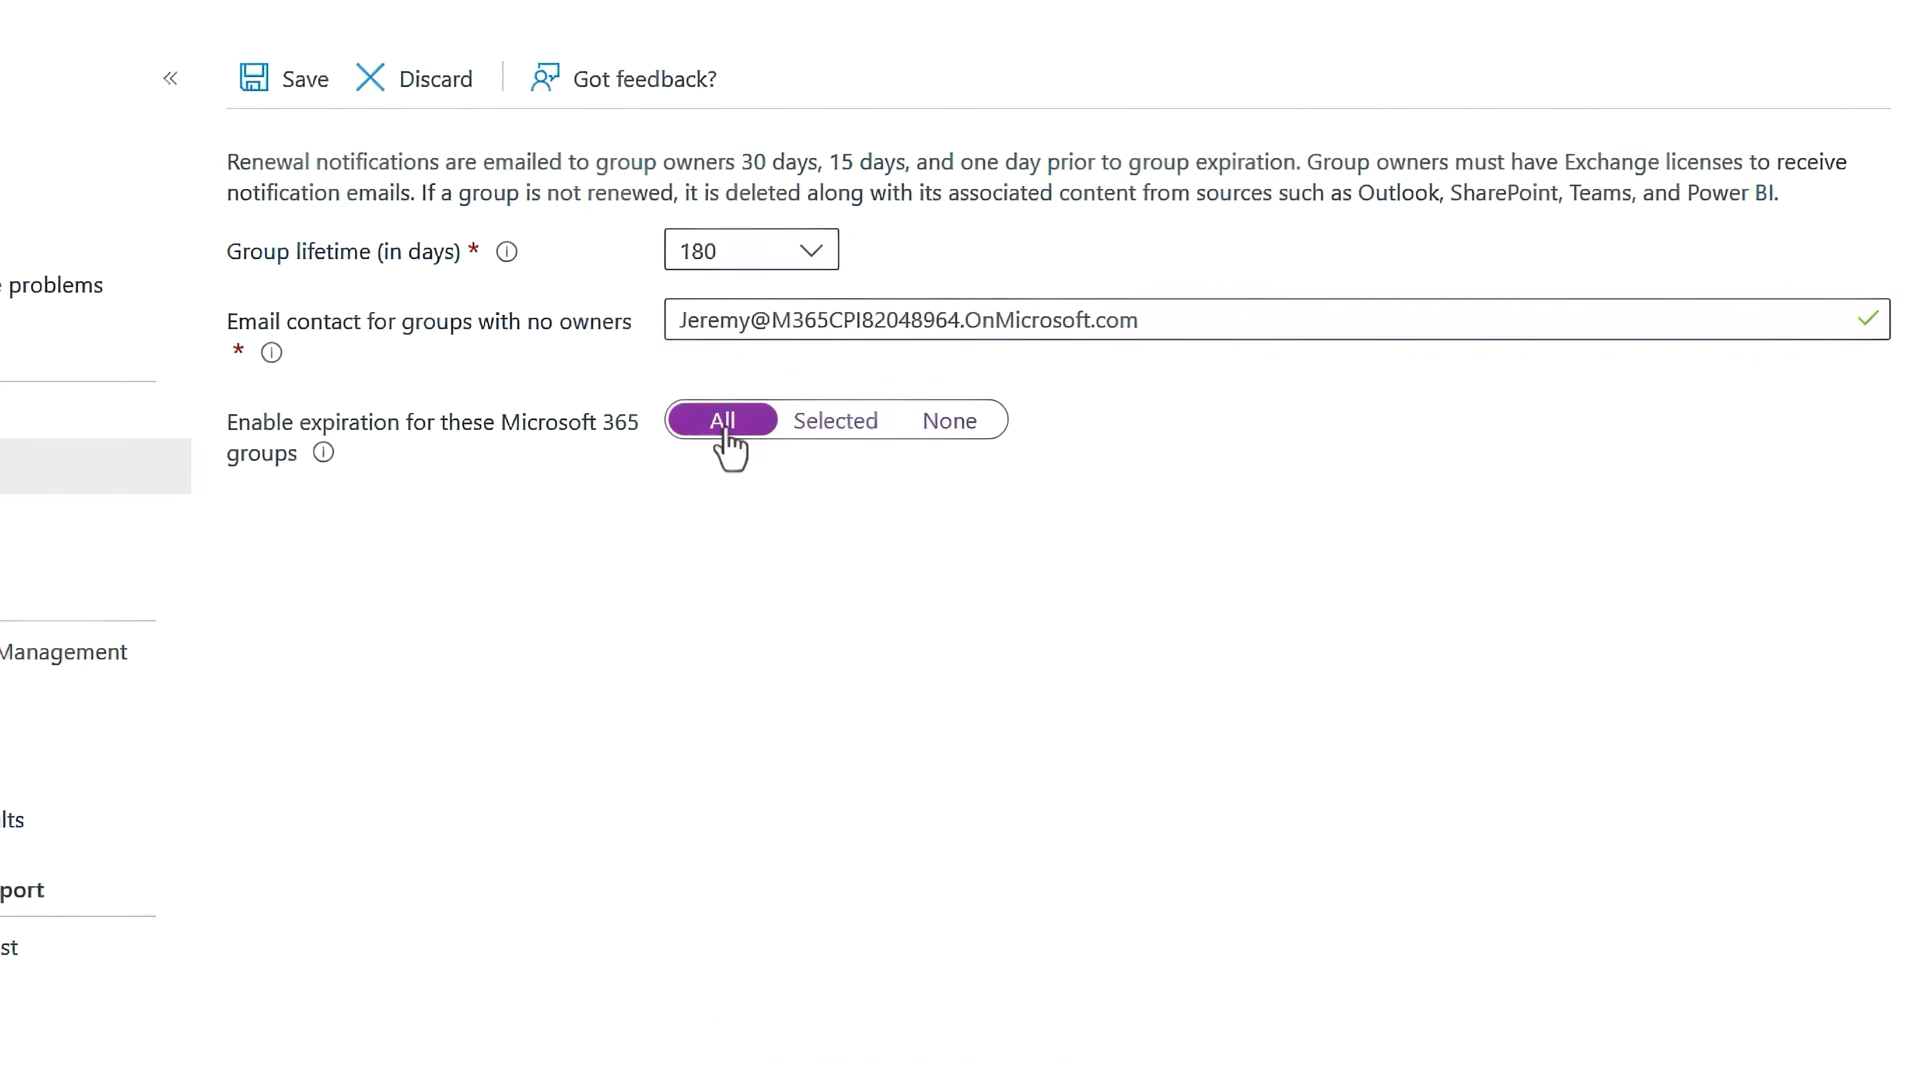 Save Discard Got feedback?
Renewal notifications are emailed to group owners 30 days, 15 days, and one day prior to group expiration. Group owners must have Exchange licenses to receive
notification emails. If a group is not renewed, it is deleted along with its associated content from sources such as Outlook, SharePoint, Teams, and Power BI.
Group lifetime (in days) * 180
problems
Email contact for groups with no owners Jeremy@M365CPI82048964.OnMicrosoft.com
*
Enable expiration for these Microsoft 365 All Selected None
groups
Management
lts
port
st